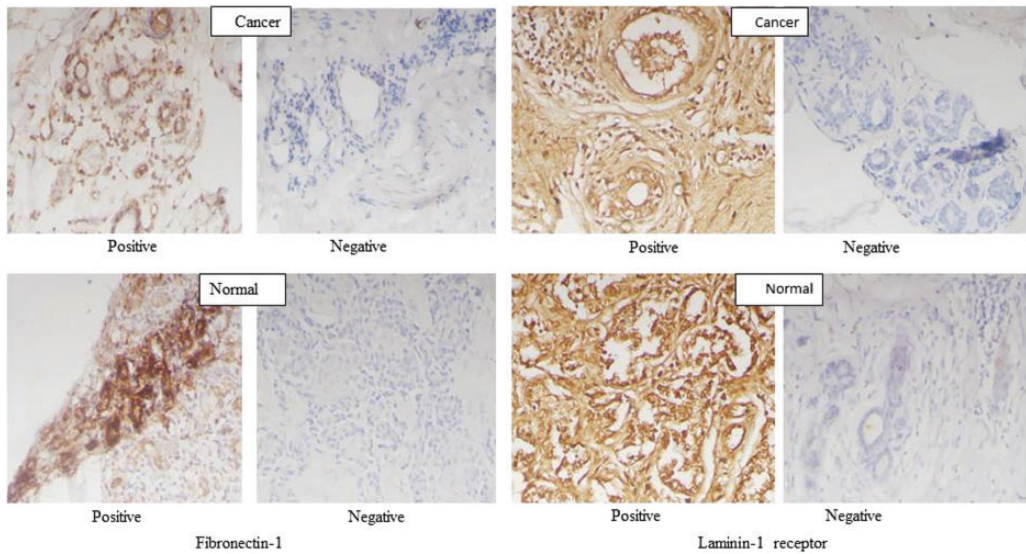 Cancer
Cancer
Positive
Negative
Positive
Negative
Normal
Normal
Positive
Negative
Positive
Negative
Fibronectin-1
Laminin-1 receptor